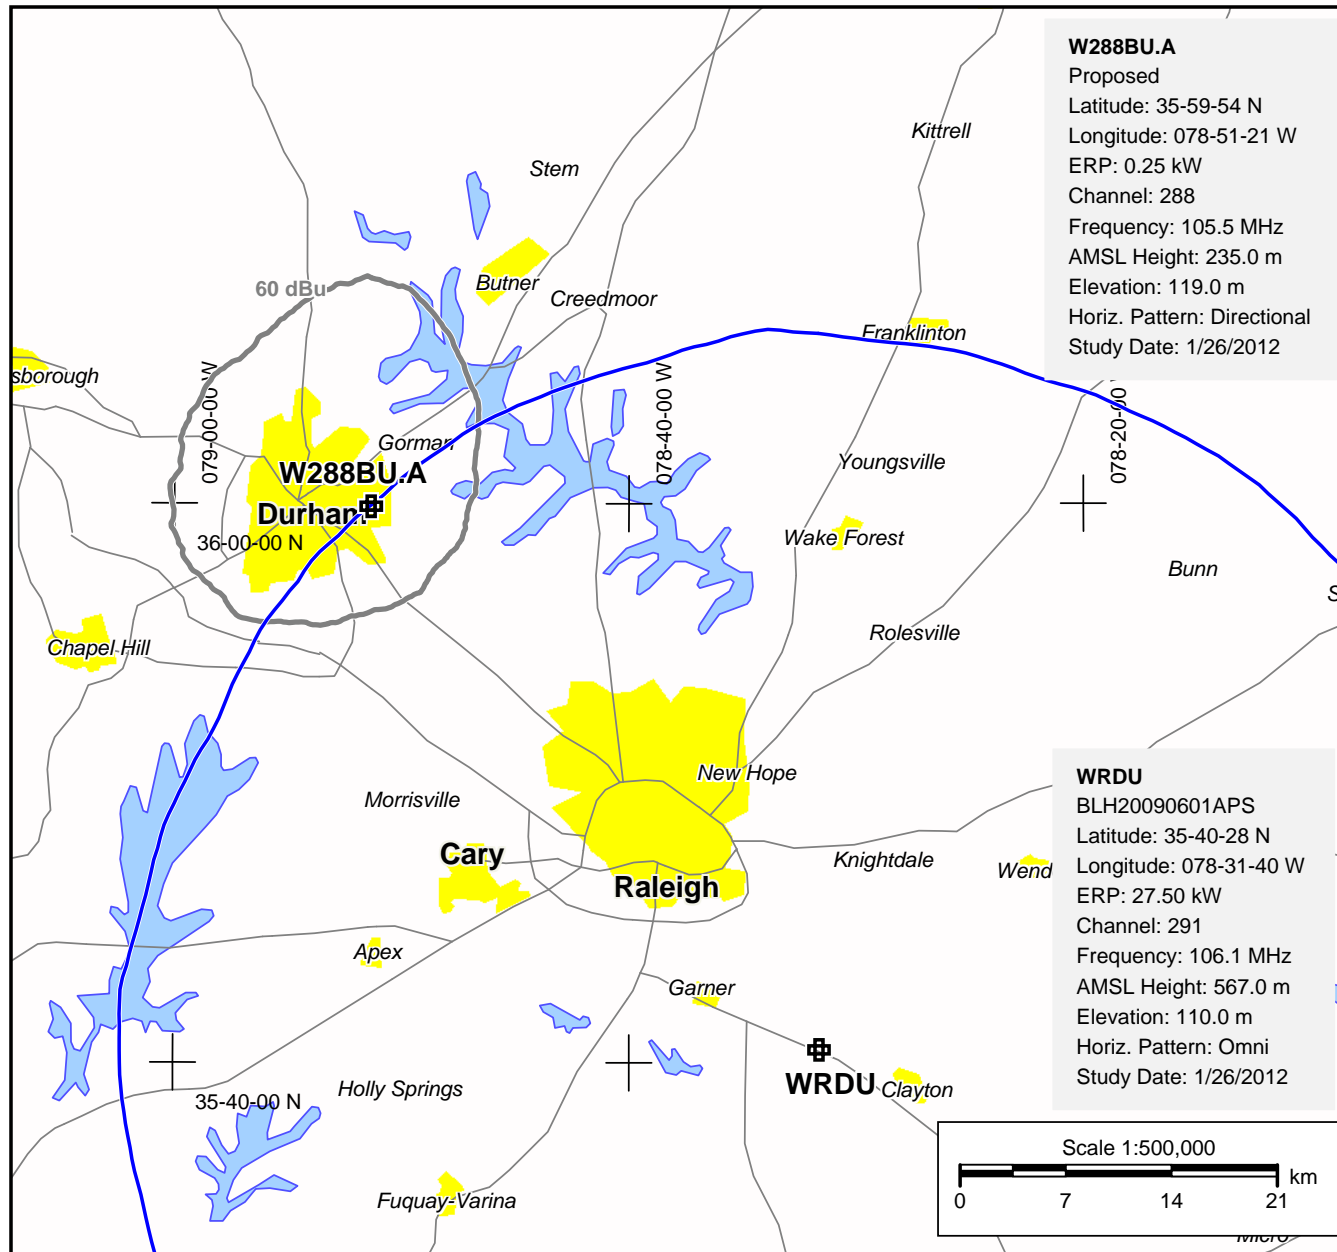 W288BU.A
Proposed
Latitude: 35-59-54 N
Longitude: 078-51-21 W
ERP: 0.25 kW
Channel: 288
Frequency: 105.5 MHz
AMSL Height: 235.0 m
Elevation: 119.0 m
Horiz. Pattern: Directional
Study Date: 1/26/2012
Kittrell
Stem
Butner
60 dBu
Creedmoor
Franklinton
sborough
079-00-00 W
078-40-00 W
078-20-00
Gorman
Youngsville
W288BU.A
Durham
36-00-00 N
Wake Forest
Bunn
S
Rolesville
Chapel Hill
New Hope
Morrisville
Cary
Knightdale
Wend
Raleigh
Apex
Garner
WRDU
BLH20090601APS
Latitude: 35-40-28 N
Longitude: 078-31-40 W
ERP: 27.50 kW
Channel: 291
Frequency: 106.1 MHz
AMSL Height: 567.0 m
Elevation: 110.0 m
Horiz. Pattern: Omni
Study Date: 1/26/2012
WRDU
Clayton
Holly Springs
35-40-00 N
Fuquay-Varina
Scale 1:500,000
km
0 7 14 21
Micro